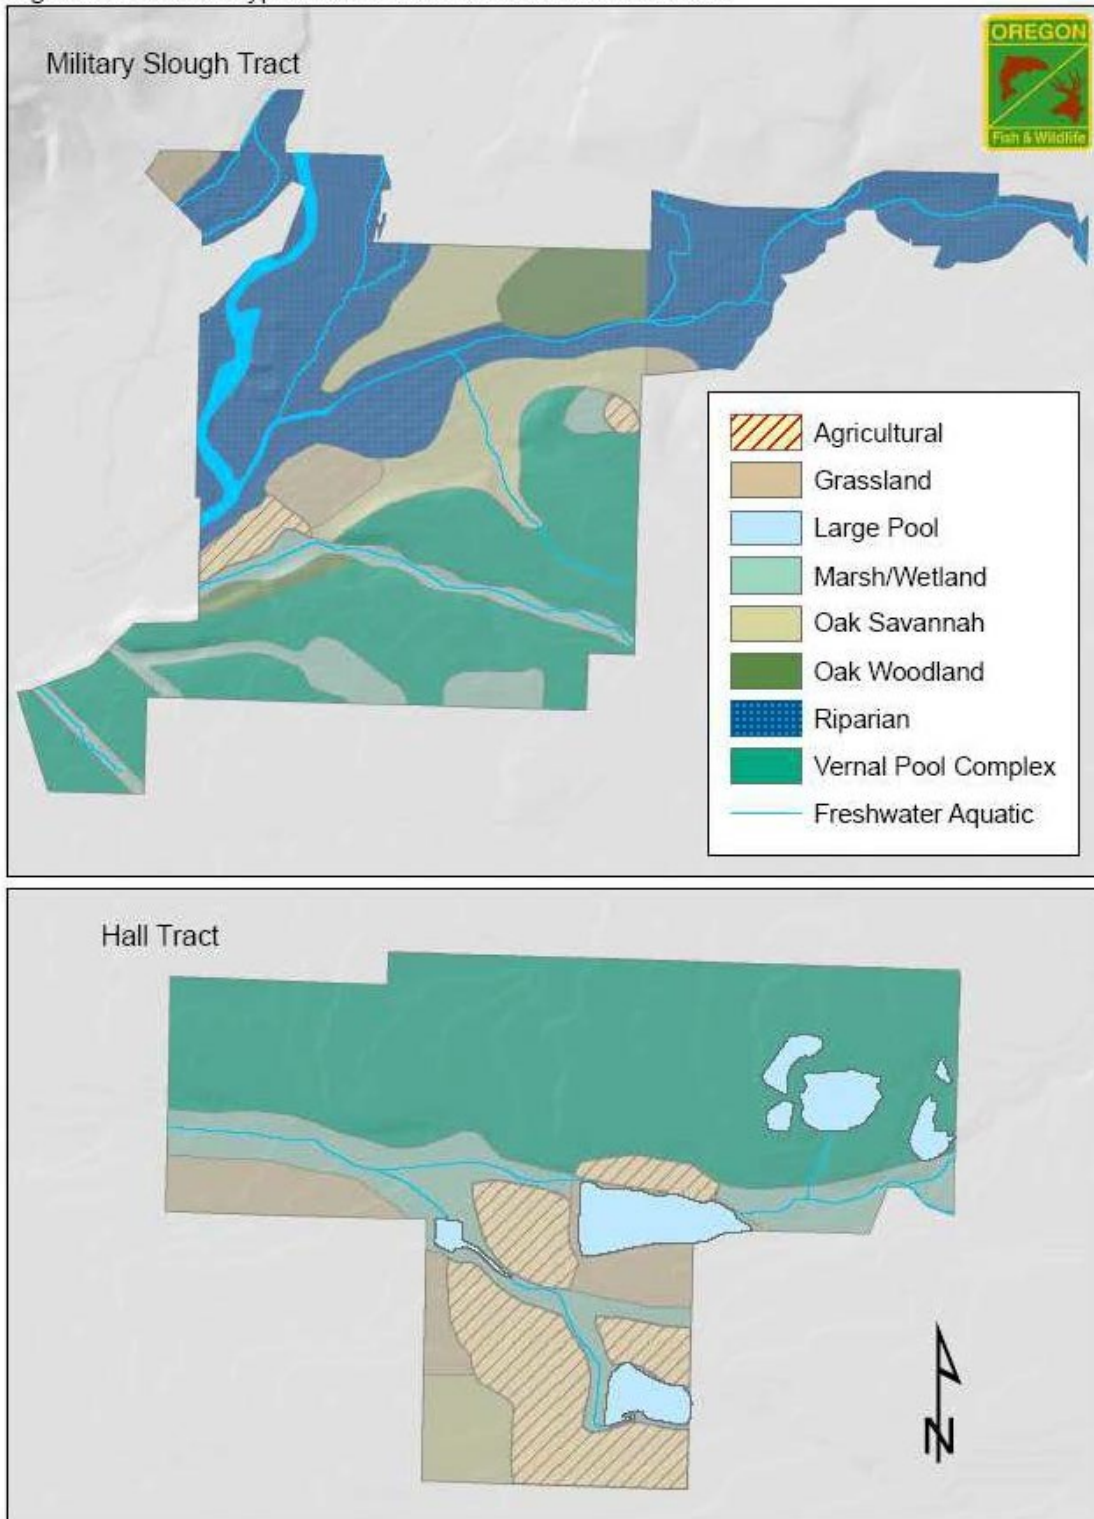 Military Slough Tract
OREGON
Fish & Wildlife
Agricultural
Grassland
Large Pool
Marsh/Wetland
Oak Savannah
Oak Woodland
Riparian
Vernal Pool Complex
Freshwater Aquatic
Hall Tract
N